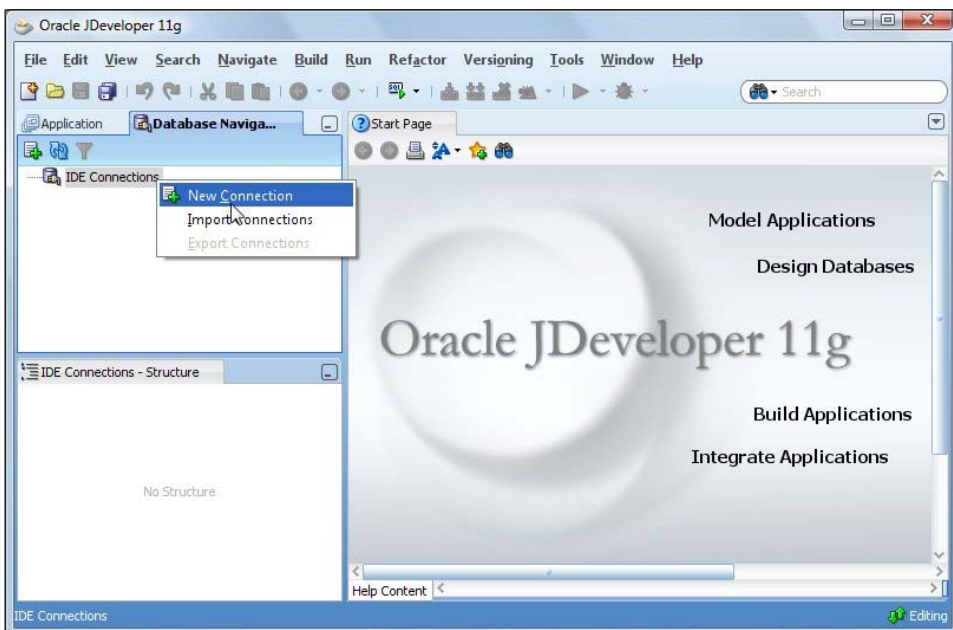 Oracle JDeveloper 11g
File Edit View Search Navigate Build Run Refactor Versioning Tools Window Help
Search
Application Database Naviga... Start Page
IDE Connections
New Connection
Import Connections
Export Connections
Model Applications
Design Databases
Oracle JDeveloper 11g
IDE Connections - Structure
Build Applications
Integrate Applications
No Structure
Help Content
IDE Connections Editing